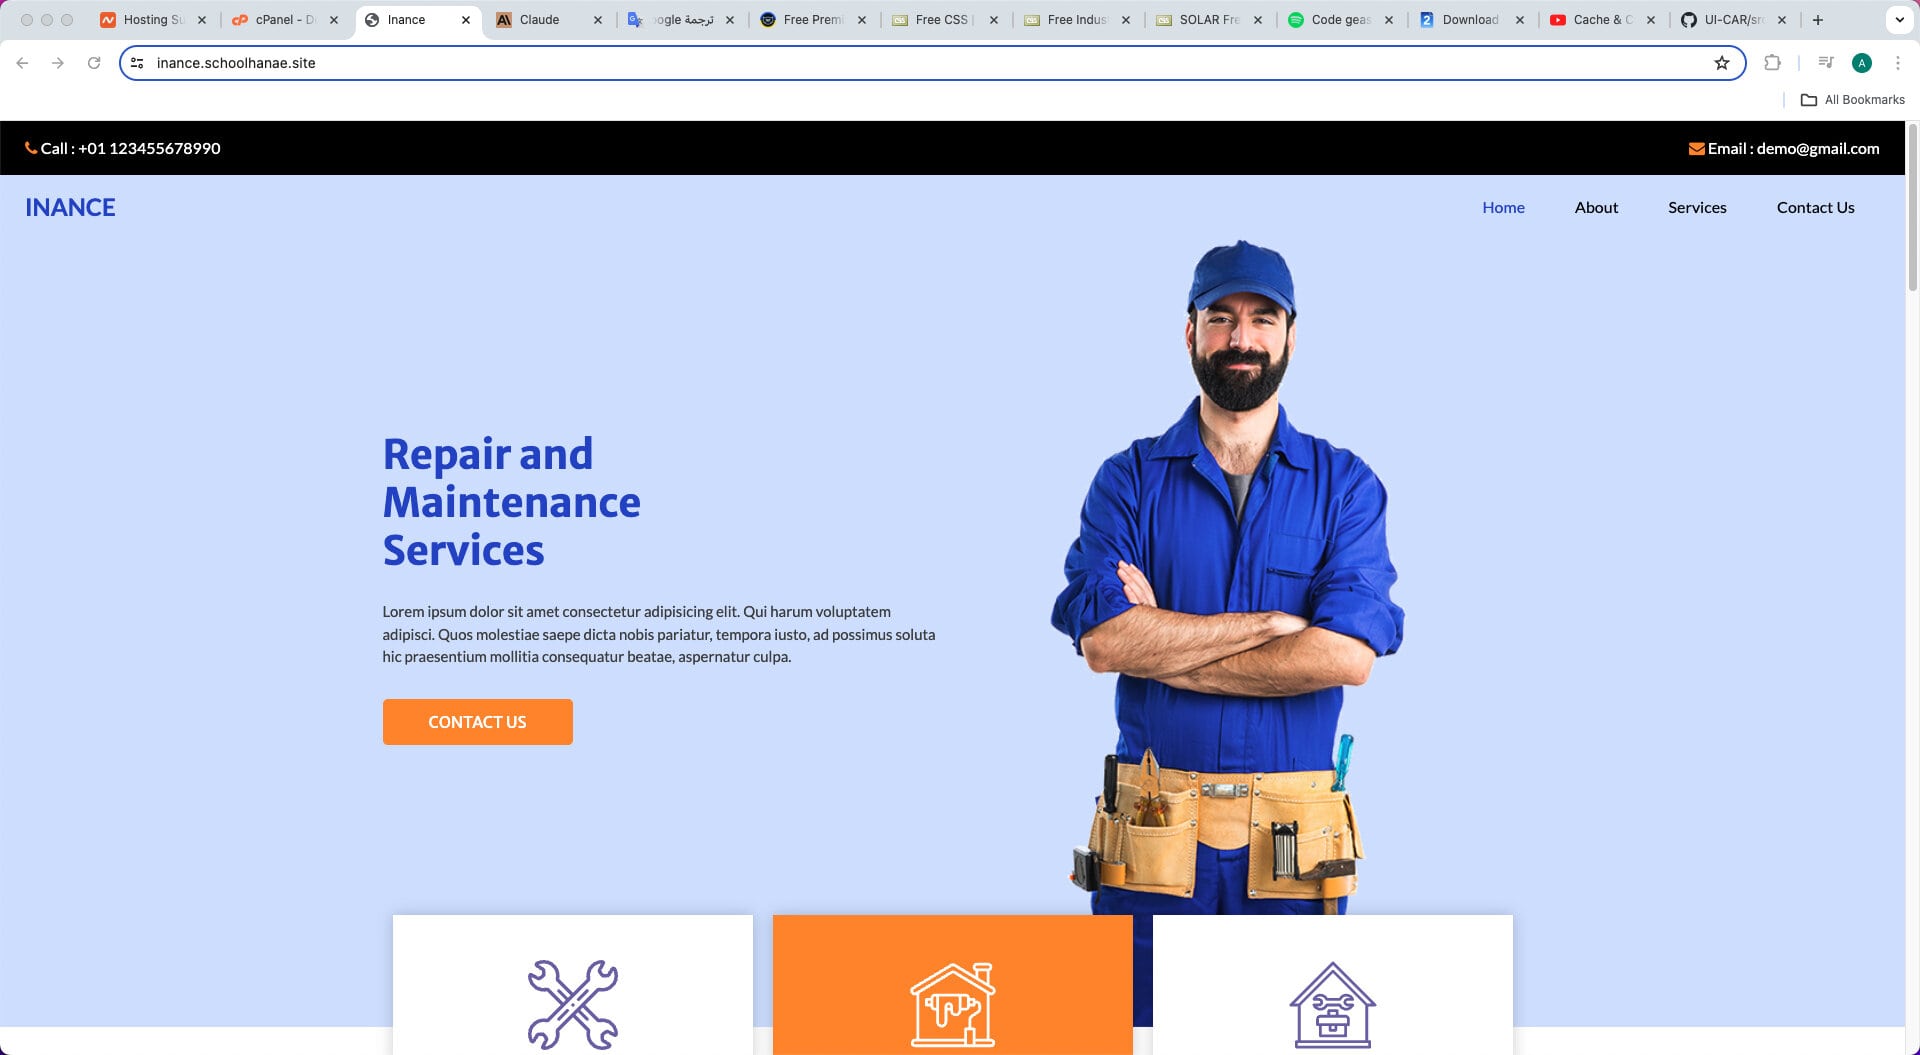 Hosting Su
cPanel - D
Inance
Claude
oogle ترجمة
Free Premi
Free CSS |
Free Indus
SOLAR Fre
Code geas
Download
Cache & C
UI-CAR/src
inance.schoolhanae.site
A
All Bookmarks
Call : +01 123455678990
Email : demo@gmail.com
INANCE
Home
About
Services
Contact Us
Repair and
Maintenance
Services
Lorem ipsum dolor sit amet consectetur adipisicing elit. Qui harum voluptatem
adipisci. Quos molestiae saepe dicta nobis pariatur, tempora iusto, ad possimus soluta
hic praesentium mollitia consequatur beatae, aspernatur culpa.
CONTACT US